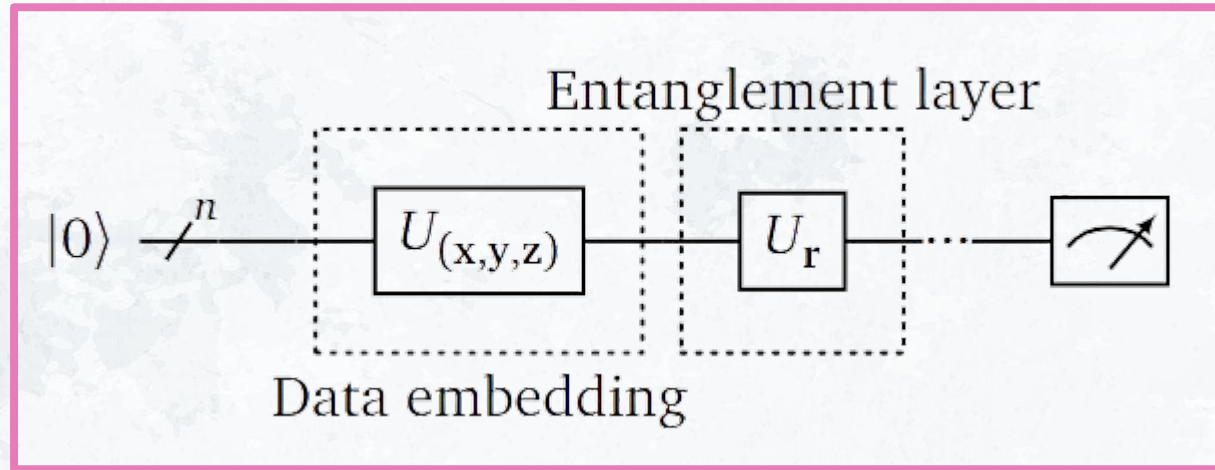 Entanglement layer
|0⟩ n U(x,y,z) Ur ...
Data embedding